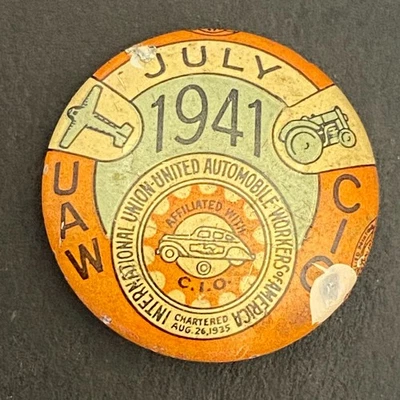 JULY
1941
UAW
CIO
INTERNATIONAL UNION-UNITED AUTOMOBILE-WORKERS OF AMERICA
AFFILIATED WITH
C.I.O.
CHARTERED
AUG. 26, 1935